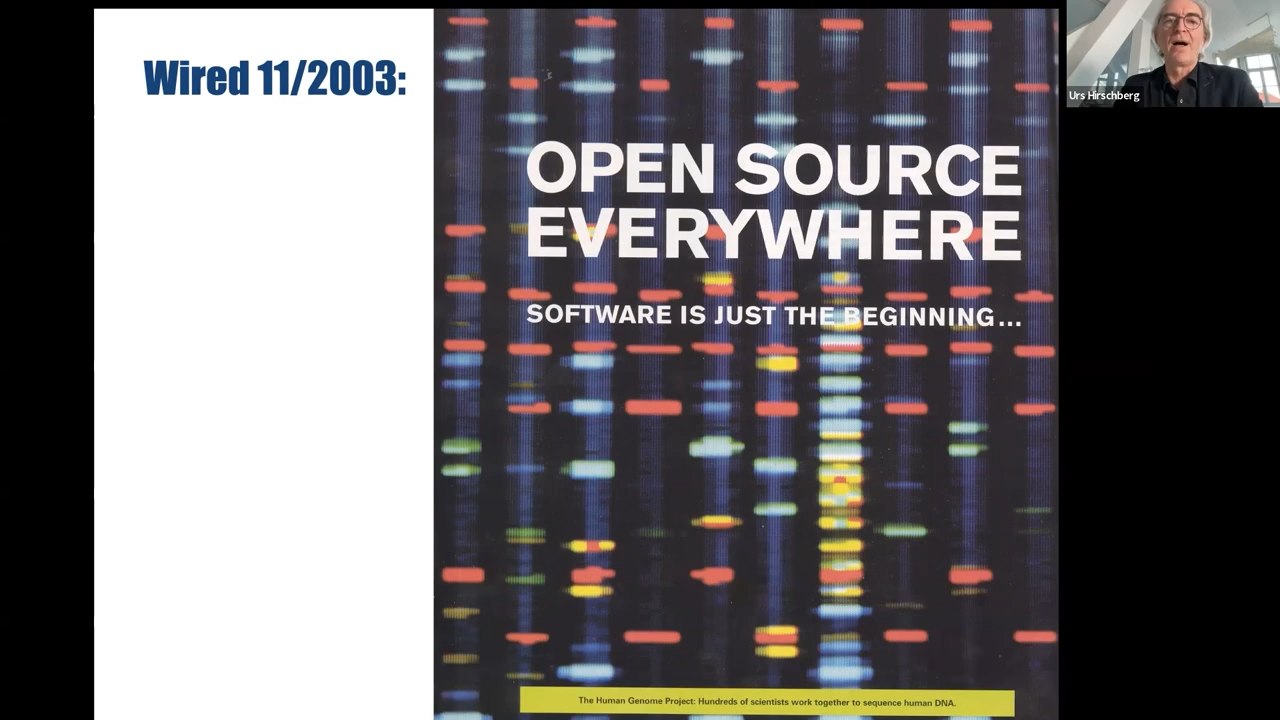 Wired 11/2003:
OPEN SOURCE
EVERYWHERE
SOFTWARE IS JUST THE BEGINNING...
The Human Genome Project: Hundreds of scientists work together to sequence human DNA.
Urs Hirschberg